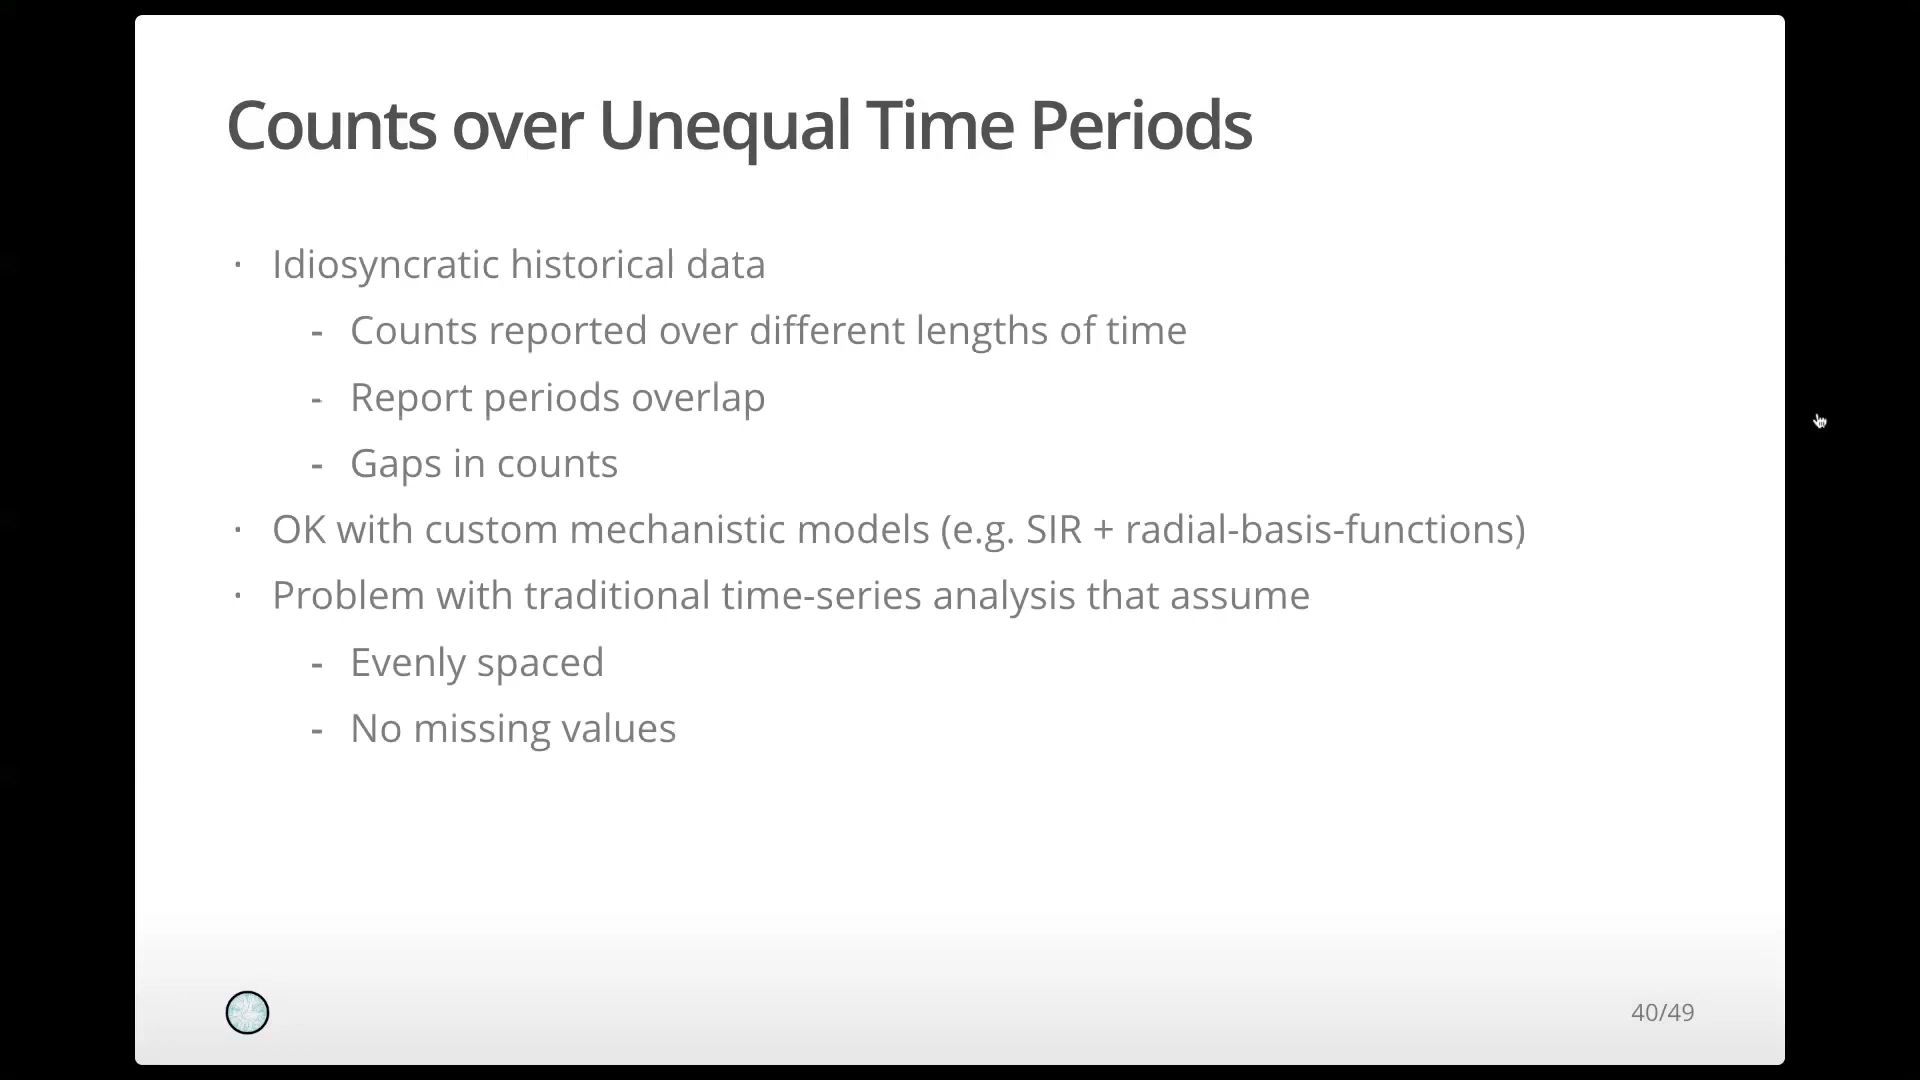 Counts over Unequal Time Periods
· Idiosyncratic historical data
- Counts reported over different lengths of time
- Report periods overlap
- Gaps in counts
· OK with custom mechanistic models (e.g. SIR + radial-basis-functions)
· Problem with traditional time-series analysis that assume
- Evenly spaced
- No missing values
40/49